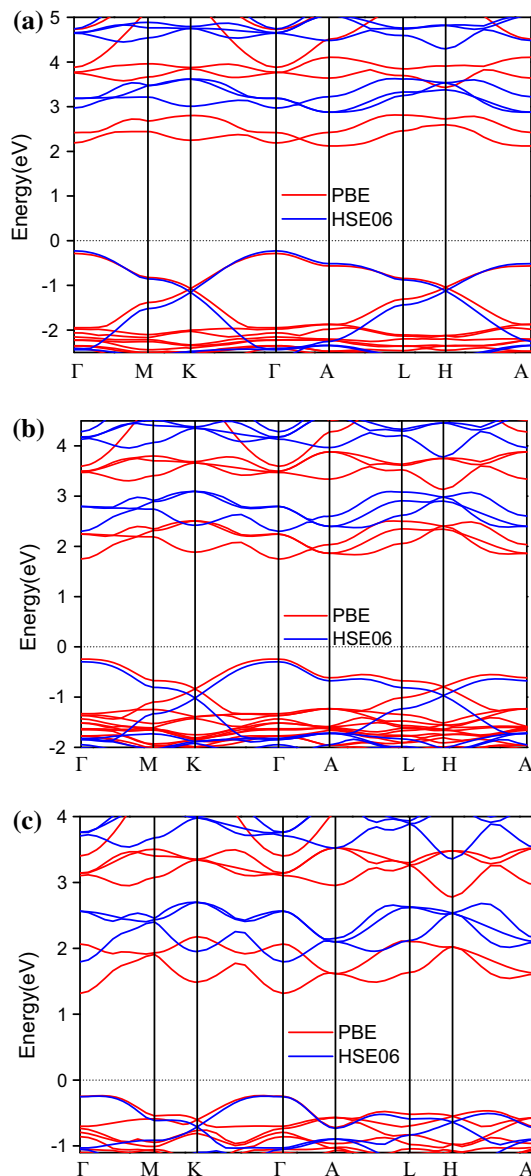 (a)
Energy(eV)
5
4
3
2
1
0
-1
-2
PBE
HSE06
Γ M K Γ A L H A
(b)
Energy(eV)
4
3
2
1
0
-1
-2
PBE
HSE06
Γ M K Γ A L H A
(c)
Energy(eV)
4
3
2
1
0
-1
PBE
HSE06
Γ M K Γ A L H A